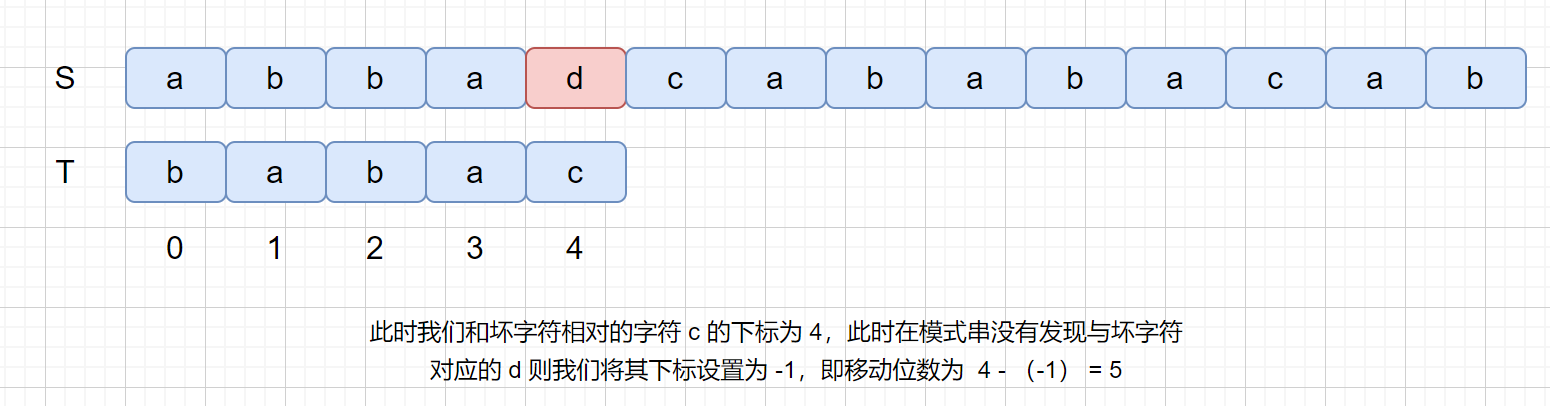 S a b b a d c a b a b a c a b
T b a b a c
0 1 2 3 4
此时我们和坏字符相对的字符 c 的下标为 4，此时在模式串没有发现与坏字符
对应的 d 则我们将其下标设置为 -1，即移动位数为 4 - （-1） = 5